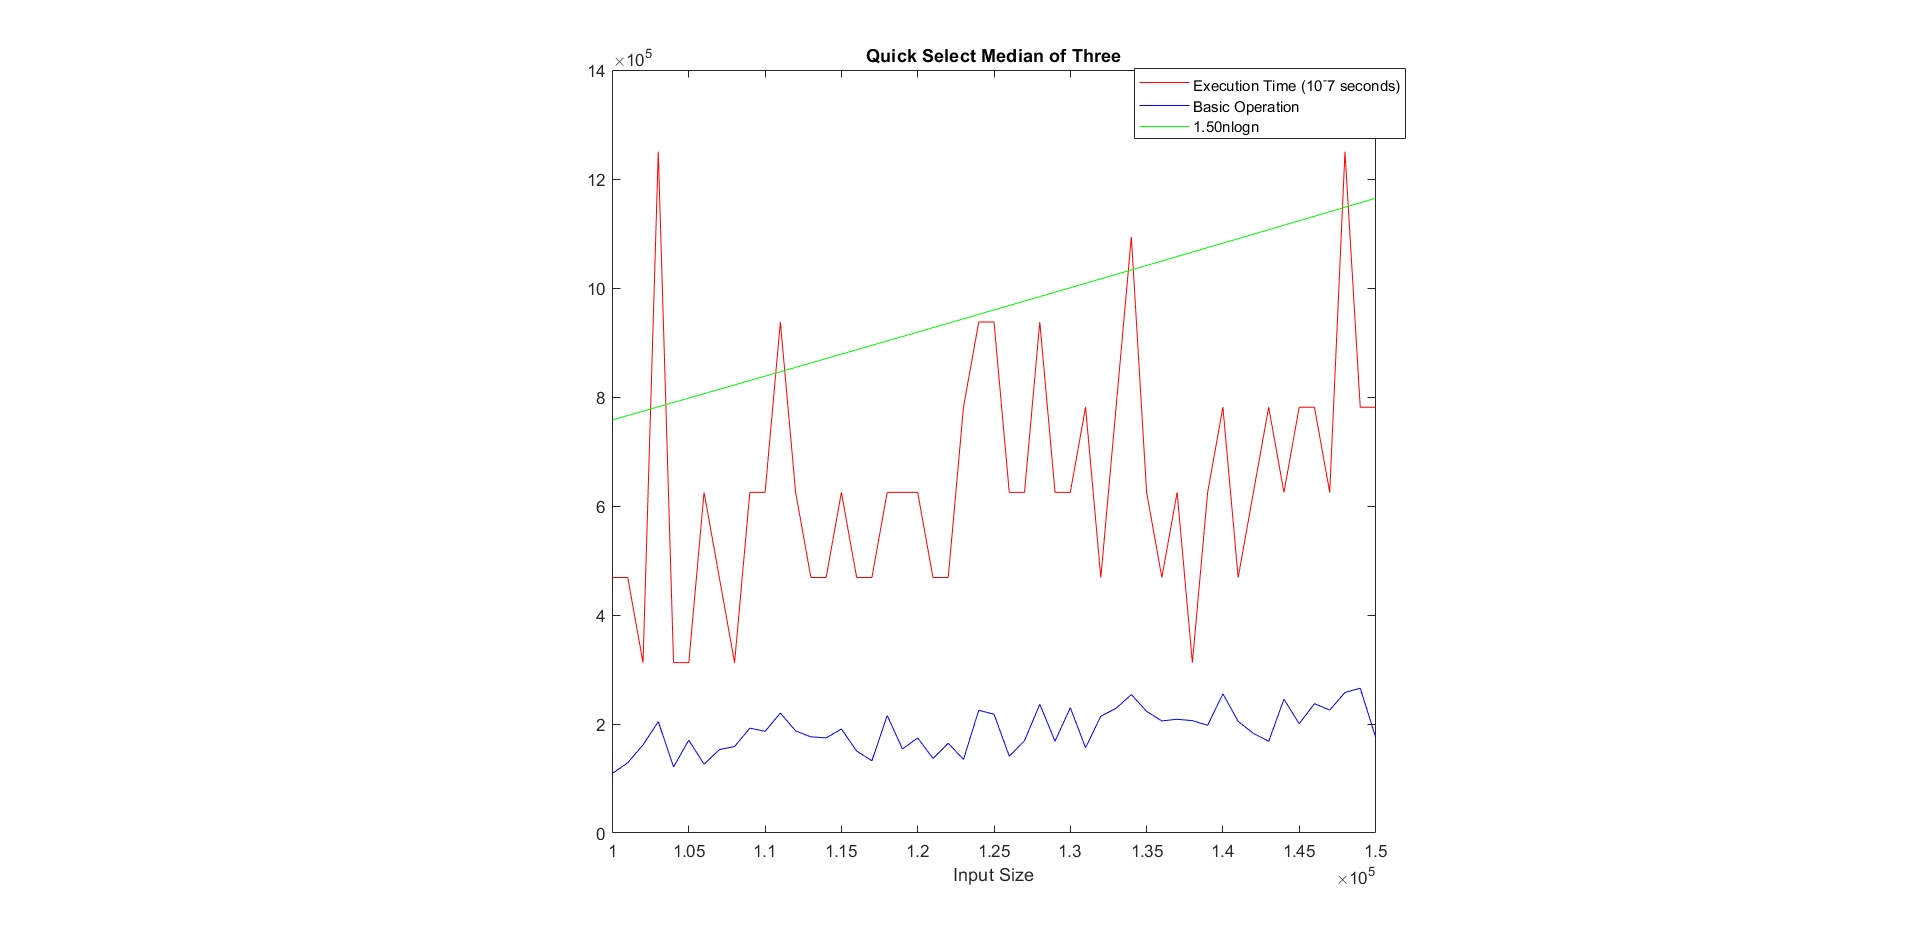 Quick Select Median of Three
×10^5
Execution Time (10^-7 seconds)
Basic Operation
1.50nlogn
14
12
10
8
6
4
2
0
1 1.05 1.1 1.15 1.2 1.25 1.3 1.35 1.4 1.45 1.5
Input Size
×10^5